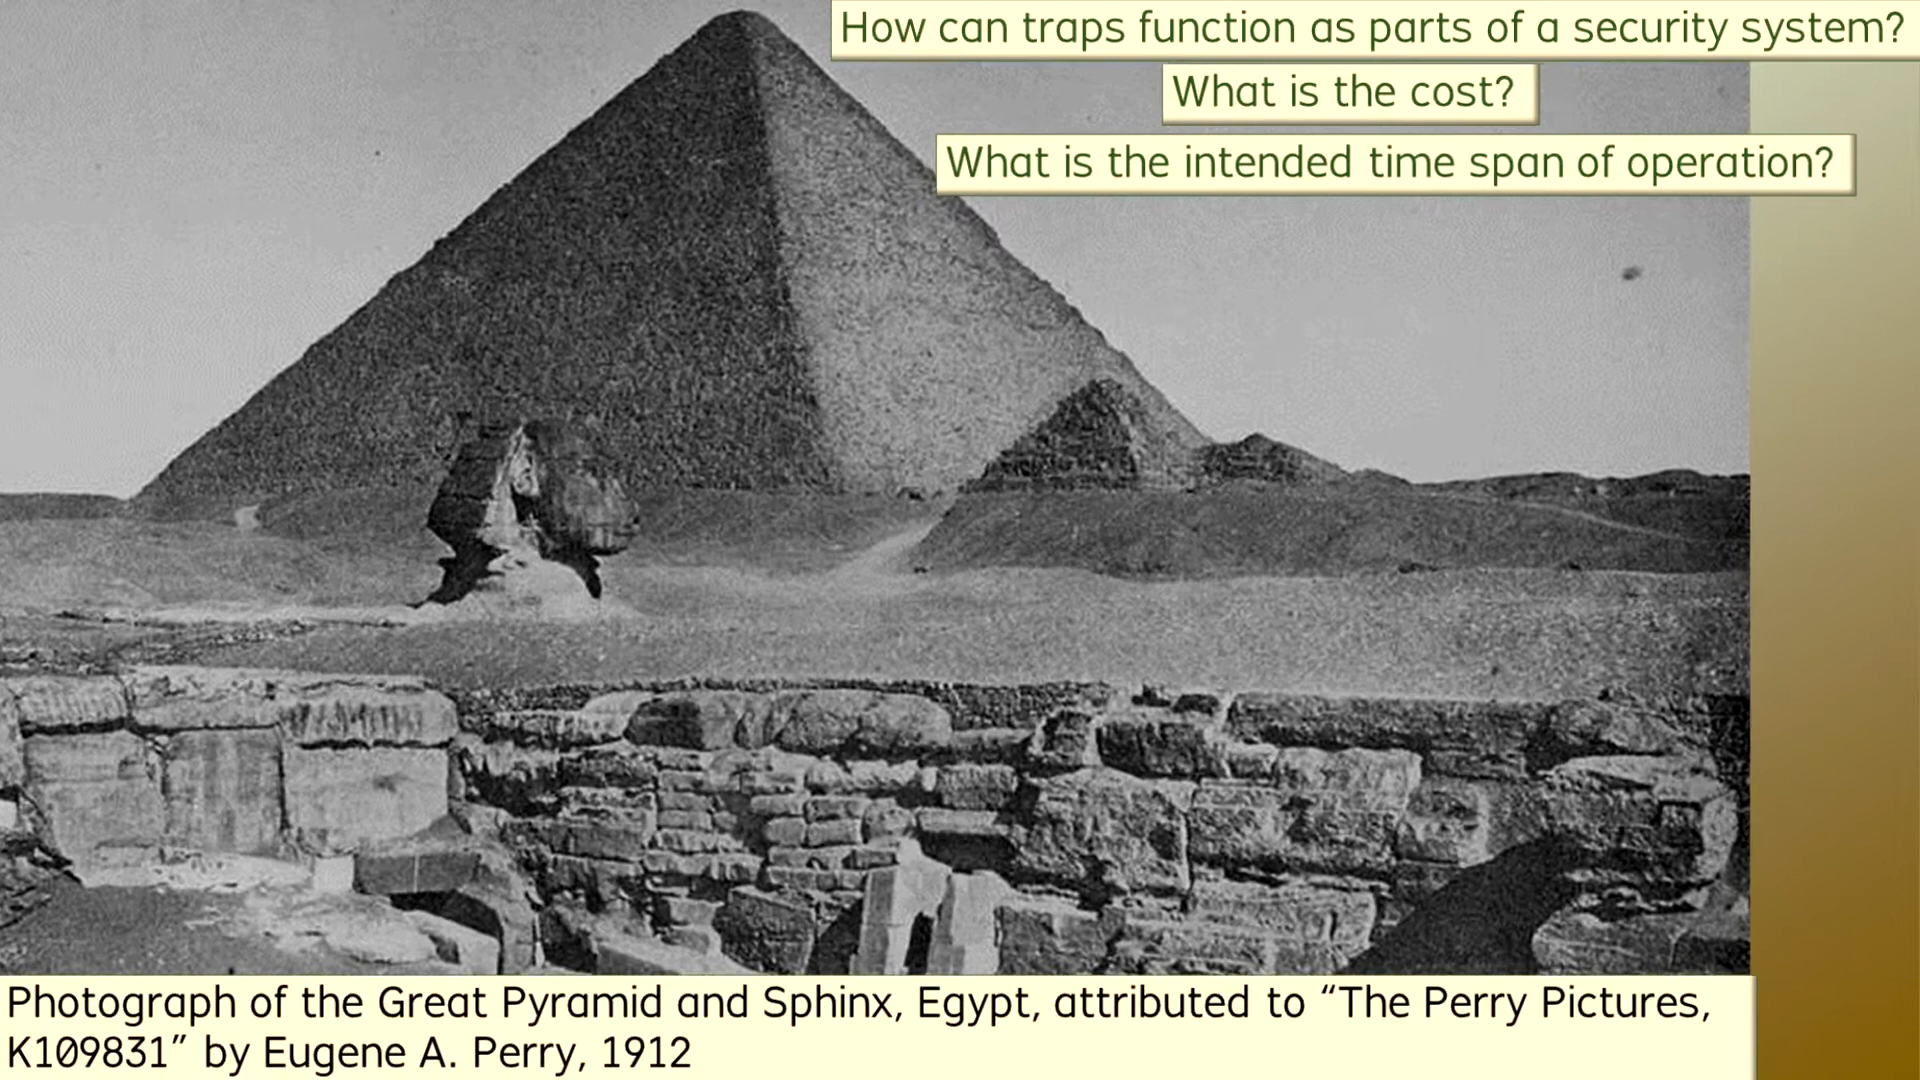 How can traps function as parts of a security system?
What is the cost?
What is the intended time span of operation?
Photograph of the Great Pyramid and Sphinx, Egypt, attributed to “The Perry Pictures,
K109831” by Eugene A. Perry, 1912